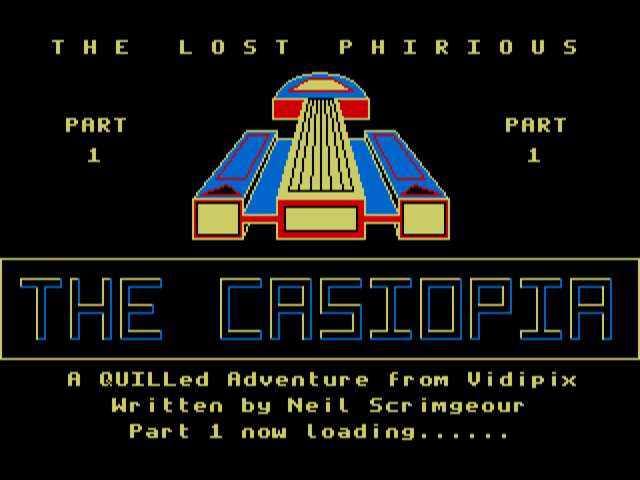 THE LOST PHIRIOUS
PART
1
PART
1
THE CASIOPIA
A QUILLed Adventure from Vidipix
Written by Neil Scrimgeour
Part 1 now loading......